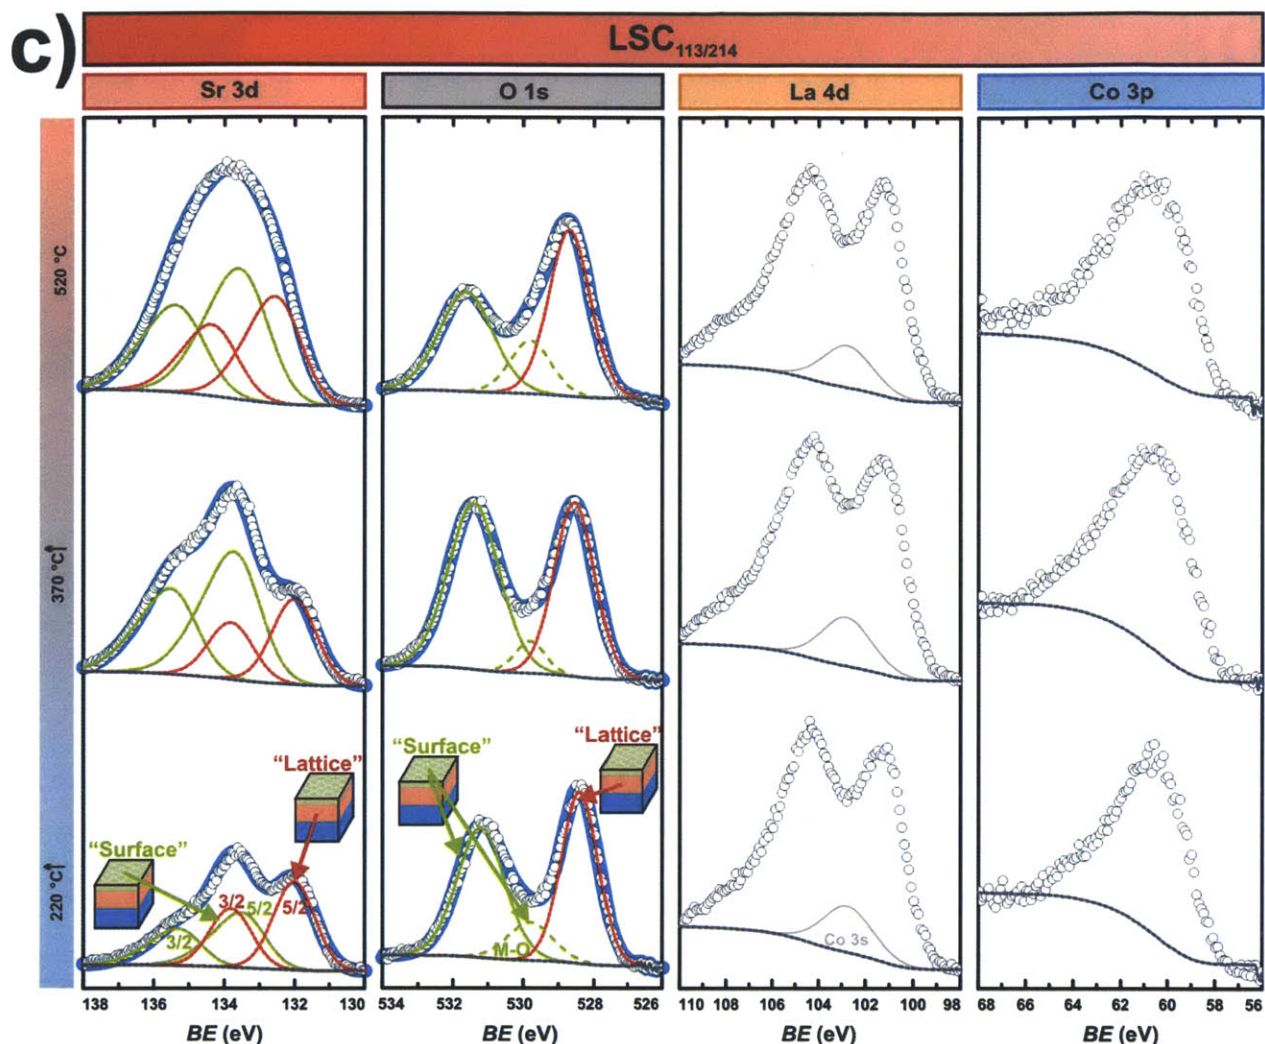 c)
LSC113/214
Sr 3d
O 1s
La 4d
Co 3p
520 °C
370 °C↑
220 °C↑
"Surface"
"Lattice"
3/2
3/2
5/2
5/2
"Surface"
"Lattice"
M-O
Co 3s
138 136 134 132 130
534 532 530 528 526
110 108 106 104 102 100 98
68 66 64 62 60 58 56
BE (eV)
BE (eV)
BE (eV)
BE (eV)